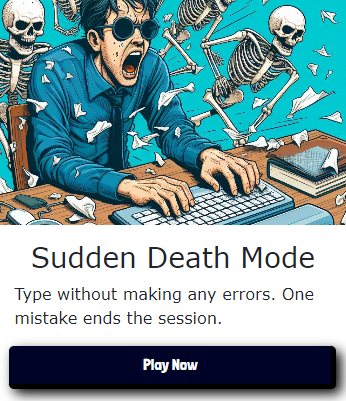 Sudden Death Mode
Type without making any errors. One
mistake ends the session.
Play Now